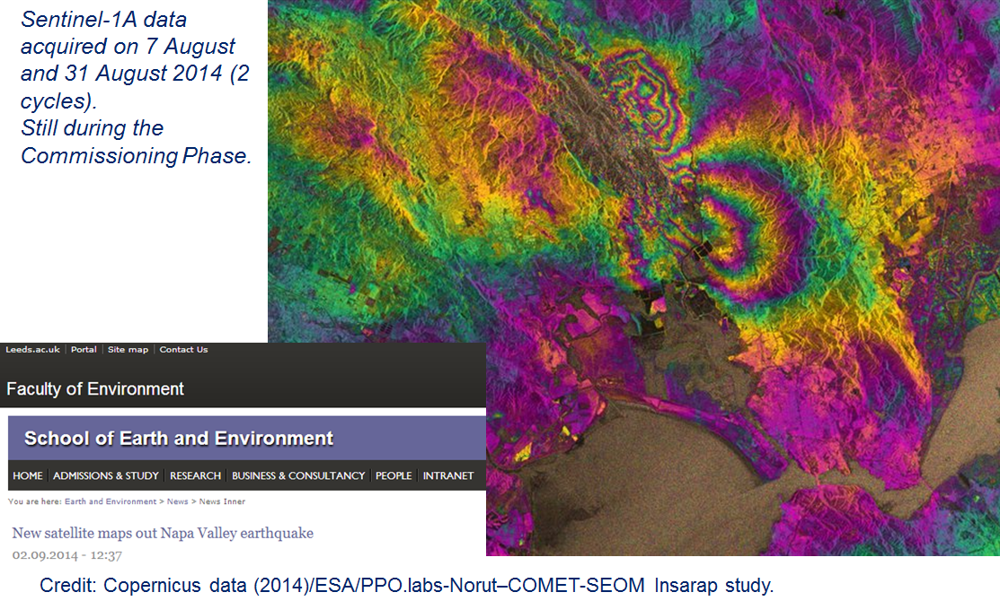 Sentinel-1A data
acquired on 7 August
and 31 August 2014 (2
cycles).
Still during the
Commissioning Phase.
Leeds.ac.uk | Portal | Site map | Contact Us
Faculty of Environment
School of Earth and Environment
HOME | ADMISSIONS & STUDY | RESEARCH | BUSINESS & CONSULTANCY | PEOPLE | INTRANET
You are here: Earth and Environment > News > News Inner
New satellite maps out Napa Valley earthquake
02.09.2014 - 12:37
Credit: Copernicus data (2014)/ESA/PPO.labs-Norut–COMET-SEOM Insarap study.